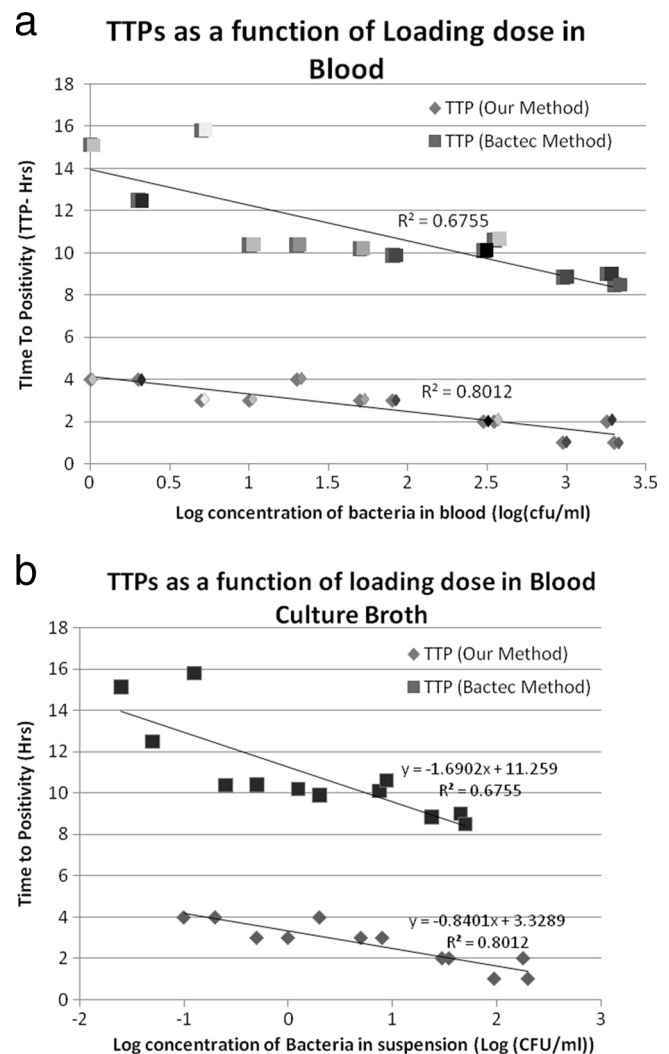 a
TTPs as a function of Loading dose in
Blood
18
16
14
12
10
8
6
4
2
0
0
0.5
1
1.5
2
2.5
3
3.5
TTP (Our Method)
TTP (Bactec Method)
R² = 0.6755
R² = 0.8012
TIme To Positivity (TTP- Hrs)
Log concentration of bacteria in blood (log(cfu/ml)
b
TTPs as a function of loading dose in Blood
Culture Broth
18
16
14
12
10
8
6
4
2
0
-2
-1
0
1
2
3
TTP (Our Method)
TTP (Bactec Method)
y = -1.6902x + 11.259
R² = 0.6755
y = -0.8401x + 3.3289
R² = 0.8012
Time to Positivity (Hrs)
Log concentration of Bacteria in suspension (Log (CFU/ml))